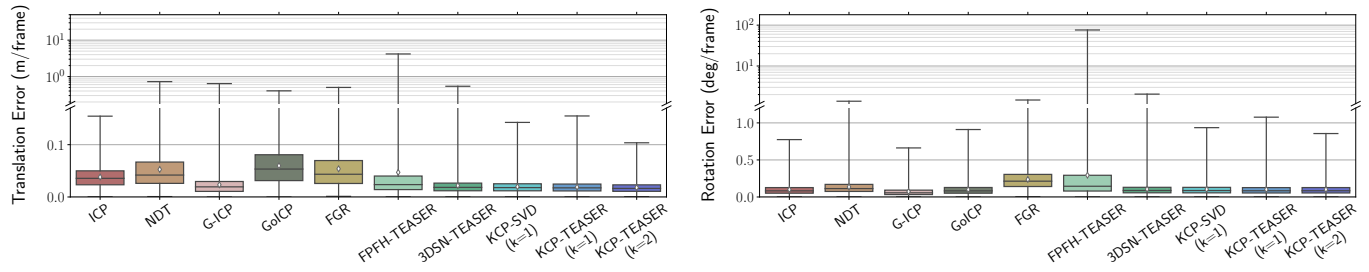 Translation Error (m/frame)
10¹
10⁰
0.1
0.0
ICP
NDT
G-ICP
GoICP
FGR
FPFH-TEASER
3DSN-TEASER
KCP-SVD
(k=1)
KCP-TEASER
(k=1)
KCP-TEASER
(k=2)
Rotation Error (deg/frame)
10²
10¹
1.0
0.5
0.0
ICP
NDT
G-ICP
GoICP
FGR
FPFH-TEASER
3DSN-TEASER
KCP-SVD
(k=1)
KCP-TEASER
(k=1)
KCP-TEASER
(k=2)